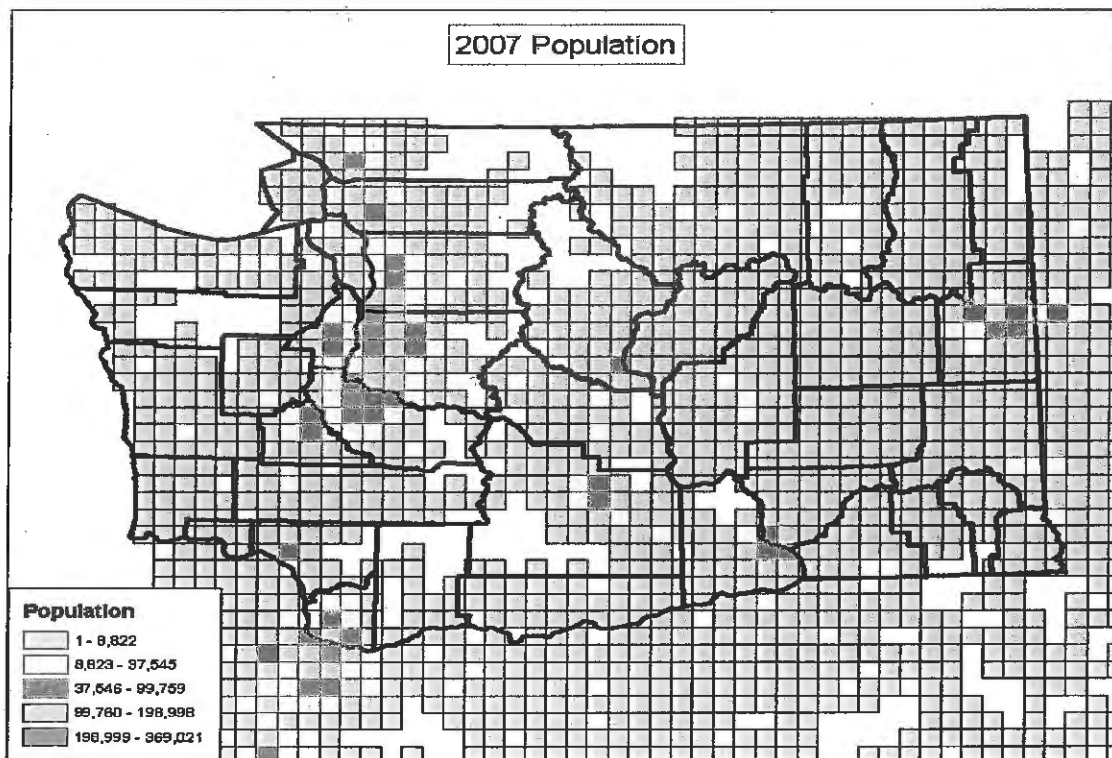 2007 Population
Population
1 - 8,822
8,823 - 37,545
37,546 - 99,759
99,760 - 198,998
198,999 - 369,021